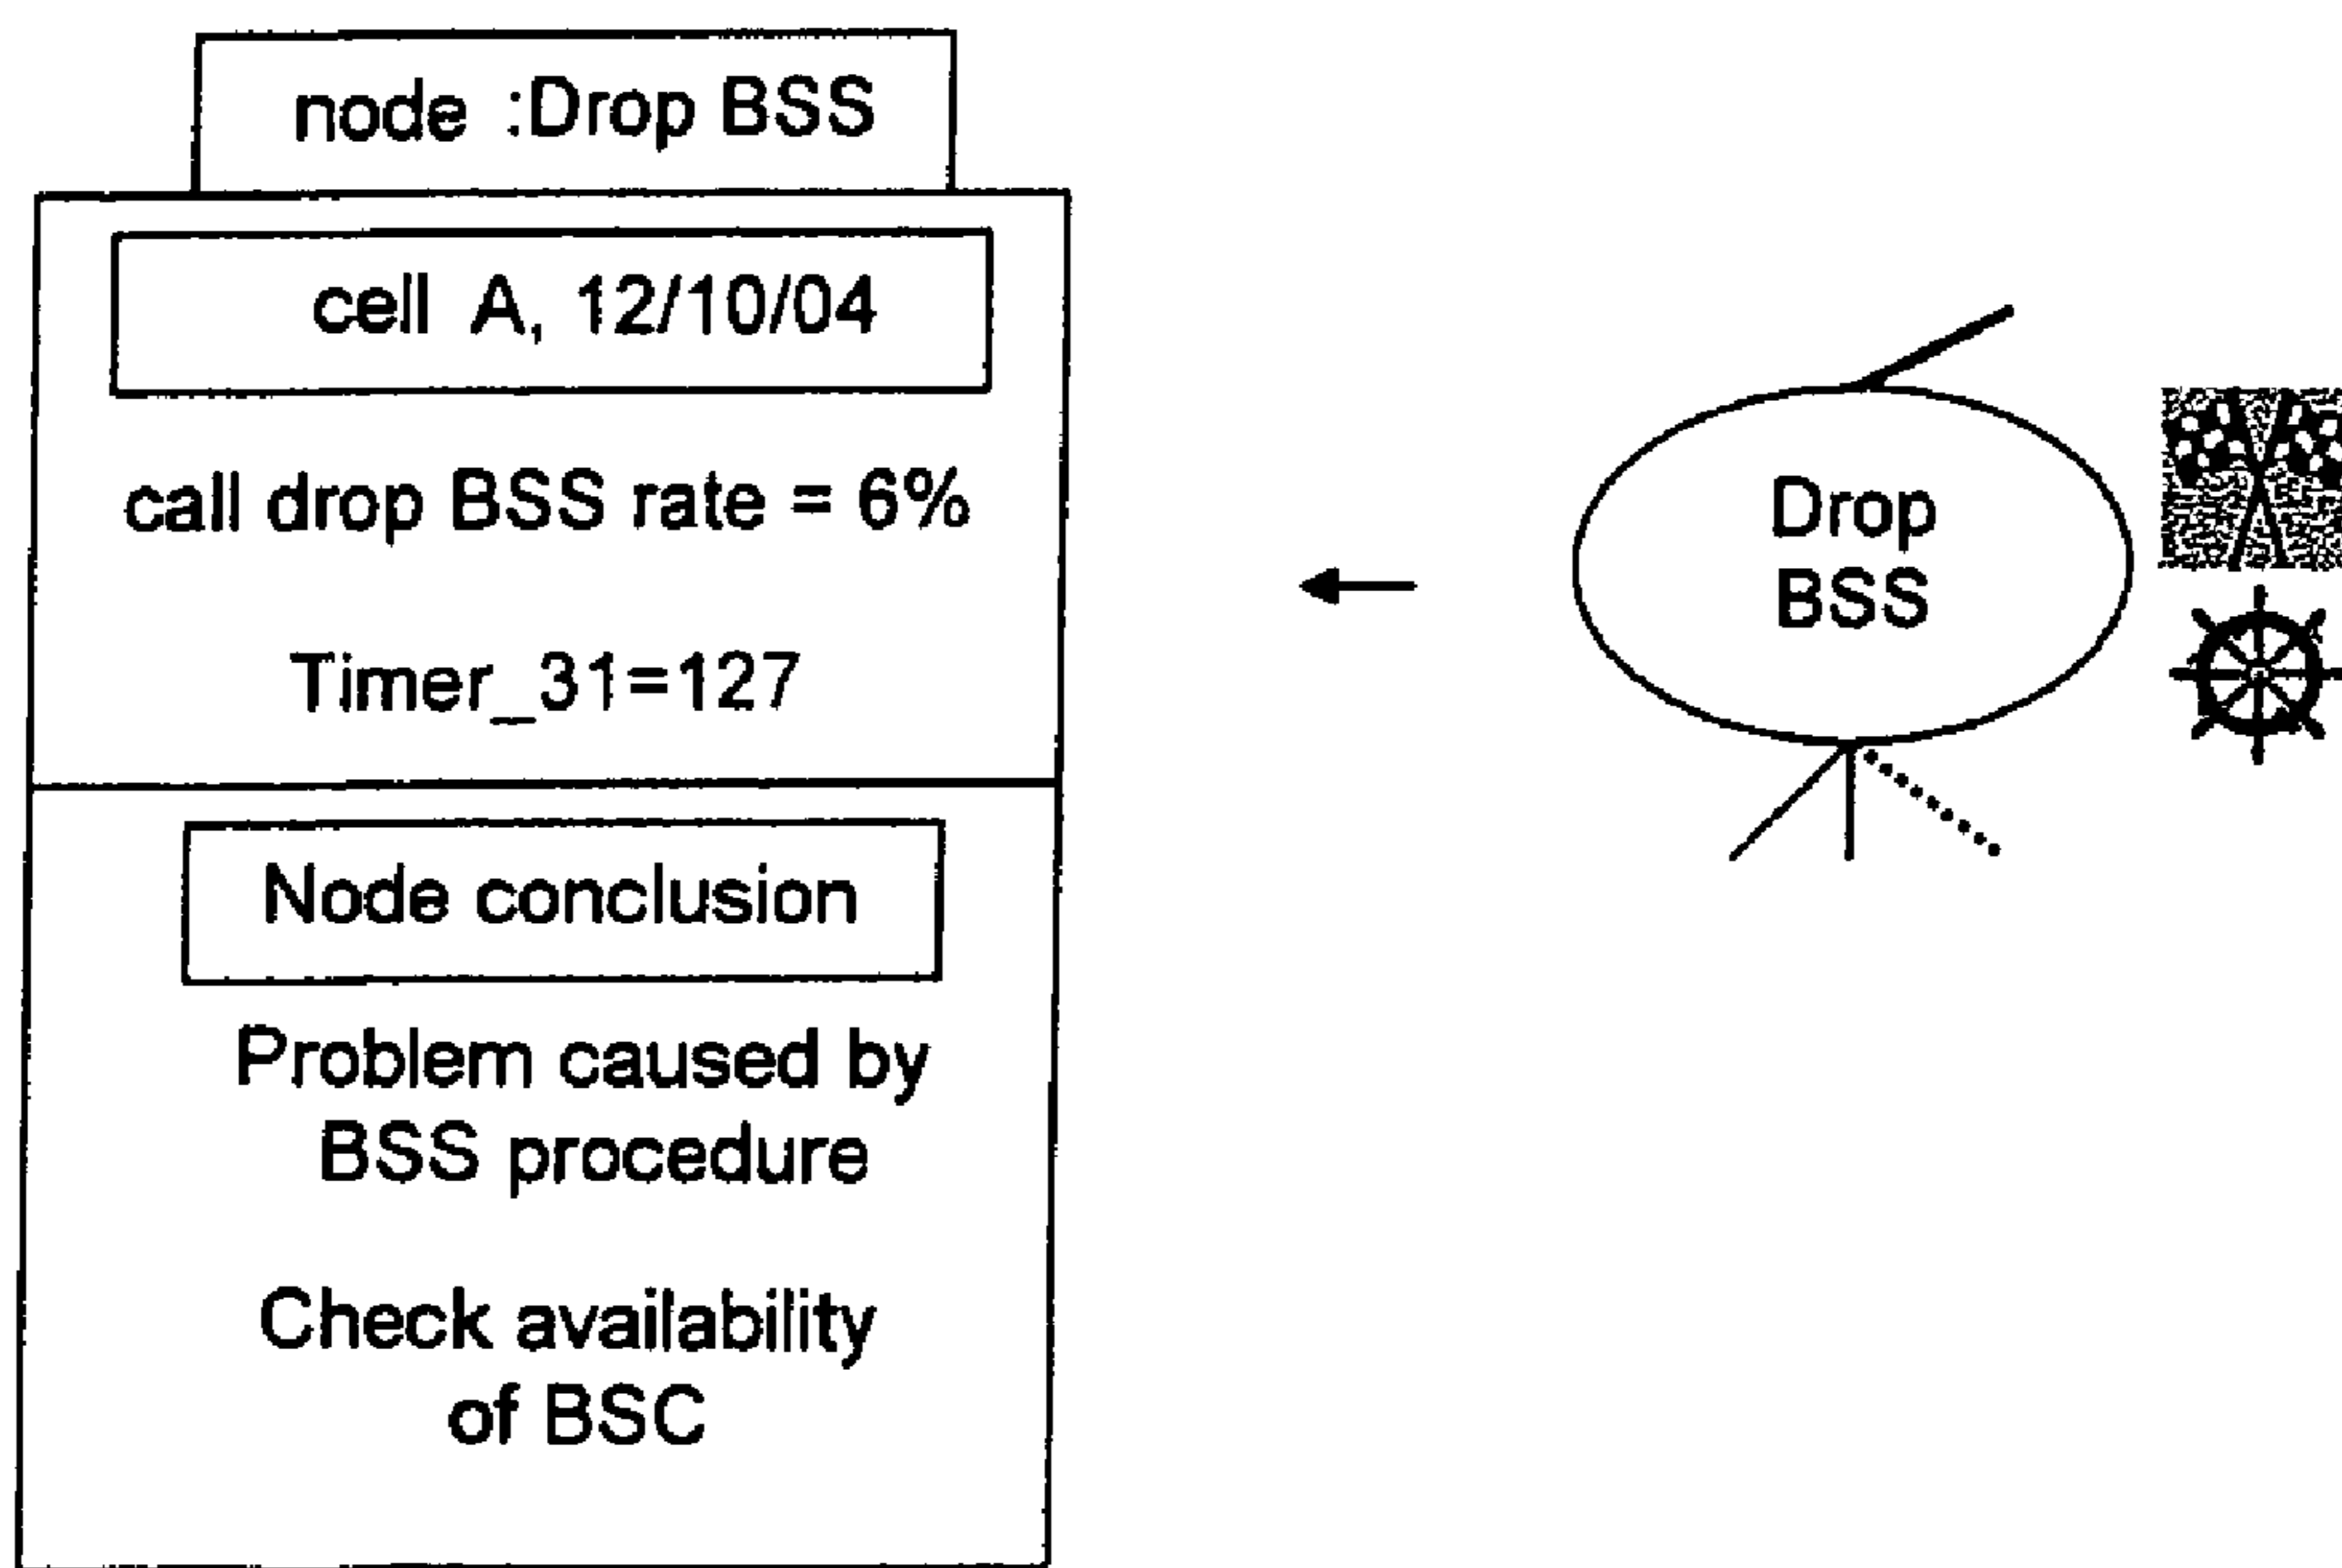 node :Drop BSS
cell A, 12/10/04
call drop BSS rate = 6%
Timer_31=127
Node conclusion
Problem caused by
BSS procedure
Check availability
of BSC
Drop
BSS